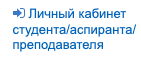 Личный кабинет
студента/аспиранта/
преподавателя